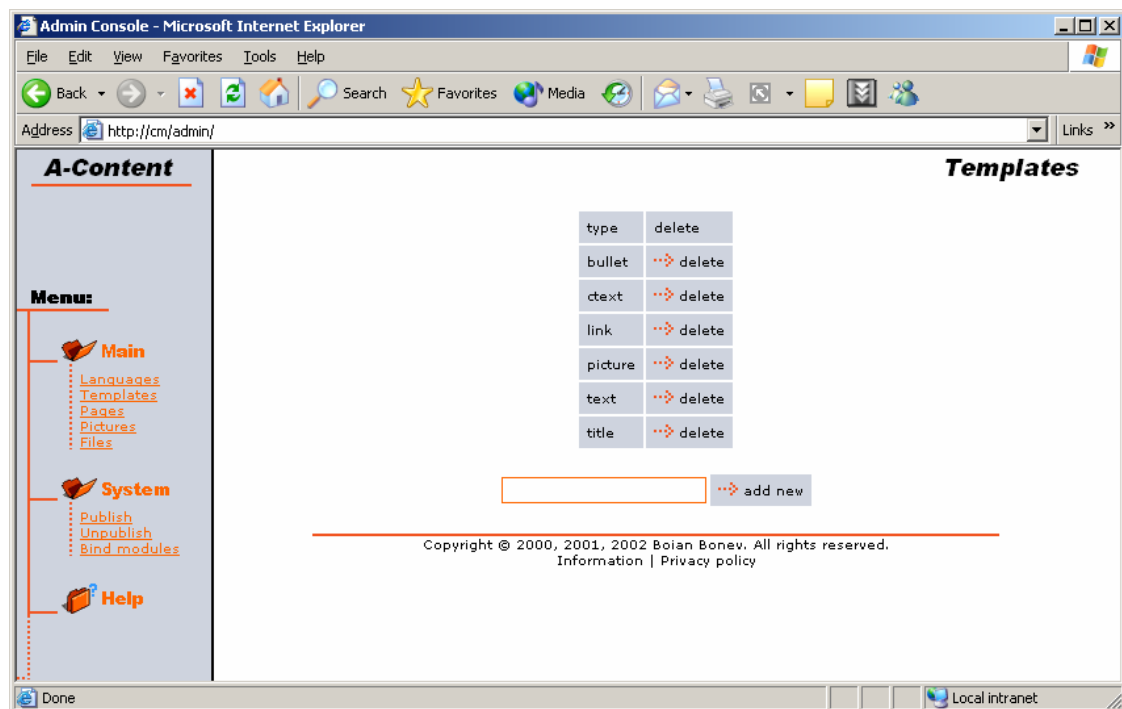 Admin Console - Microsoft Internet Explorer
File Edit View Favorites Tools Help
Back Search Favorites Media
Address http://cm/admin/ Links »
A-Content
Templates
type delete
bullet delete
ctext delete
link delete
picture delete
text delete
title delete
add new
Menu:
Main
Languages
Templates
Pages
Pictures
Files
System
Publish
Unpublish
Bind modules
Help
Copyright © 2000, 2001, 2002 Boian Bonev. All rights reserved.
Information | Privacy policy
Done Local intranet